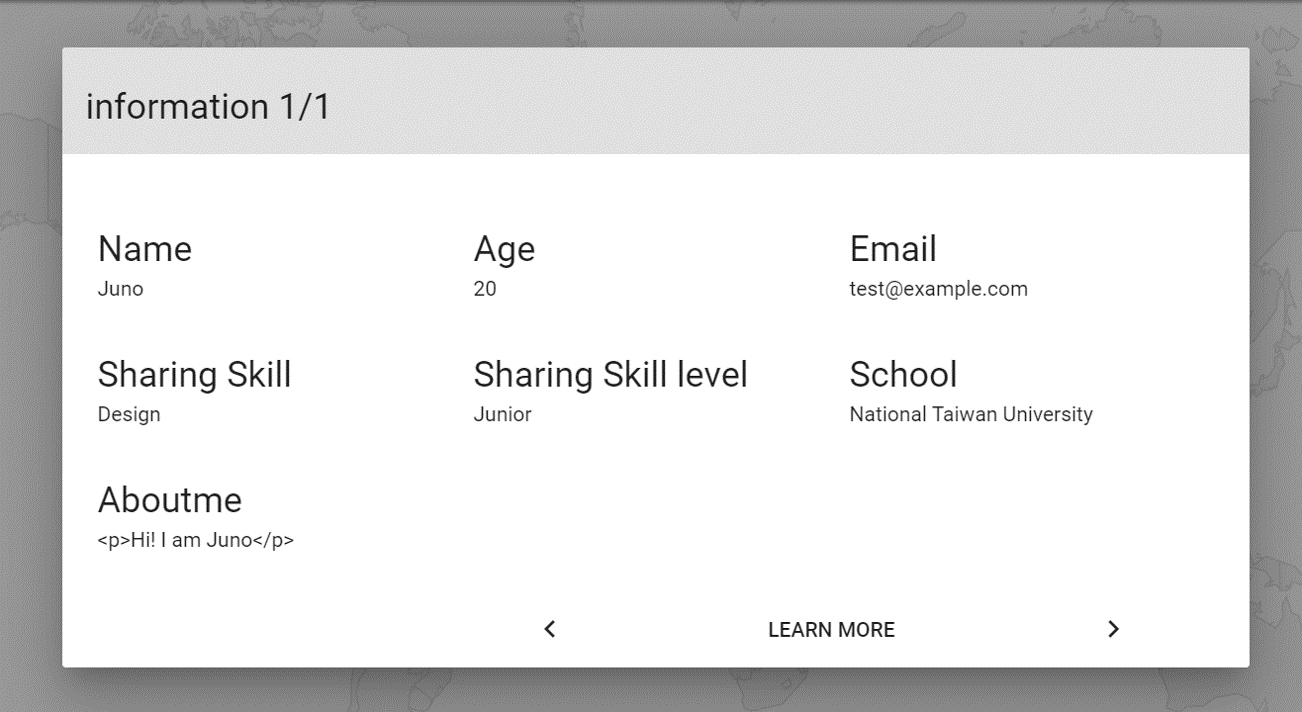 information 1/1
Name
Age
Email
Juno
20
test@example.com
Sharing Skill
Sharing Skill level
School
Design
Junior
National Taiwan University
Aboutme
<p>Hi! I am Juno</p>
LEARN MORE